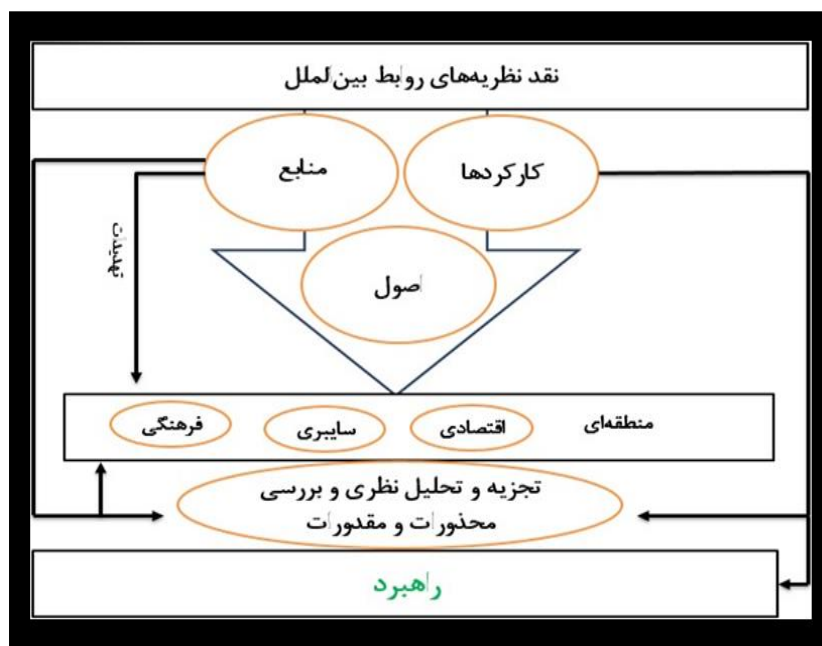 نقد نظریه‌های روابط بین‌الملل
کارکردها
منابع
تهدیدات
اصول
منطقه‌ای
اقتصادی
سایبری
فرهنگی
تجزیه و تحلیل نظری و بررسی
محذورات و مقدورات
راهبرد